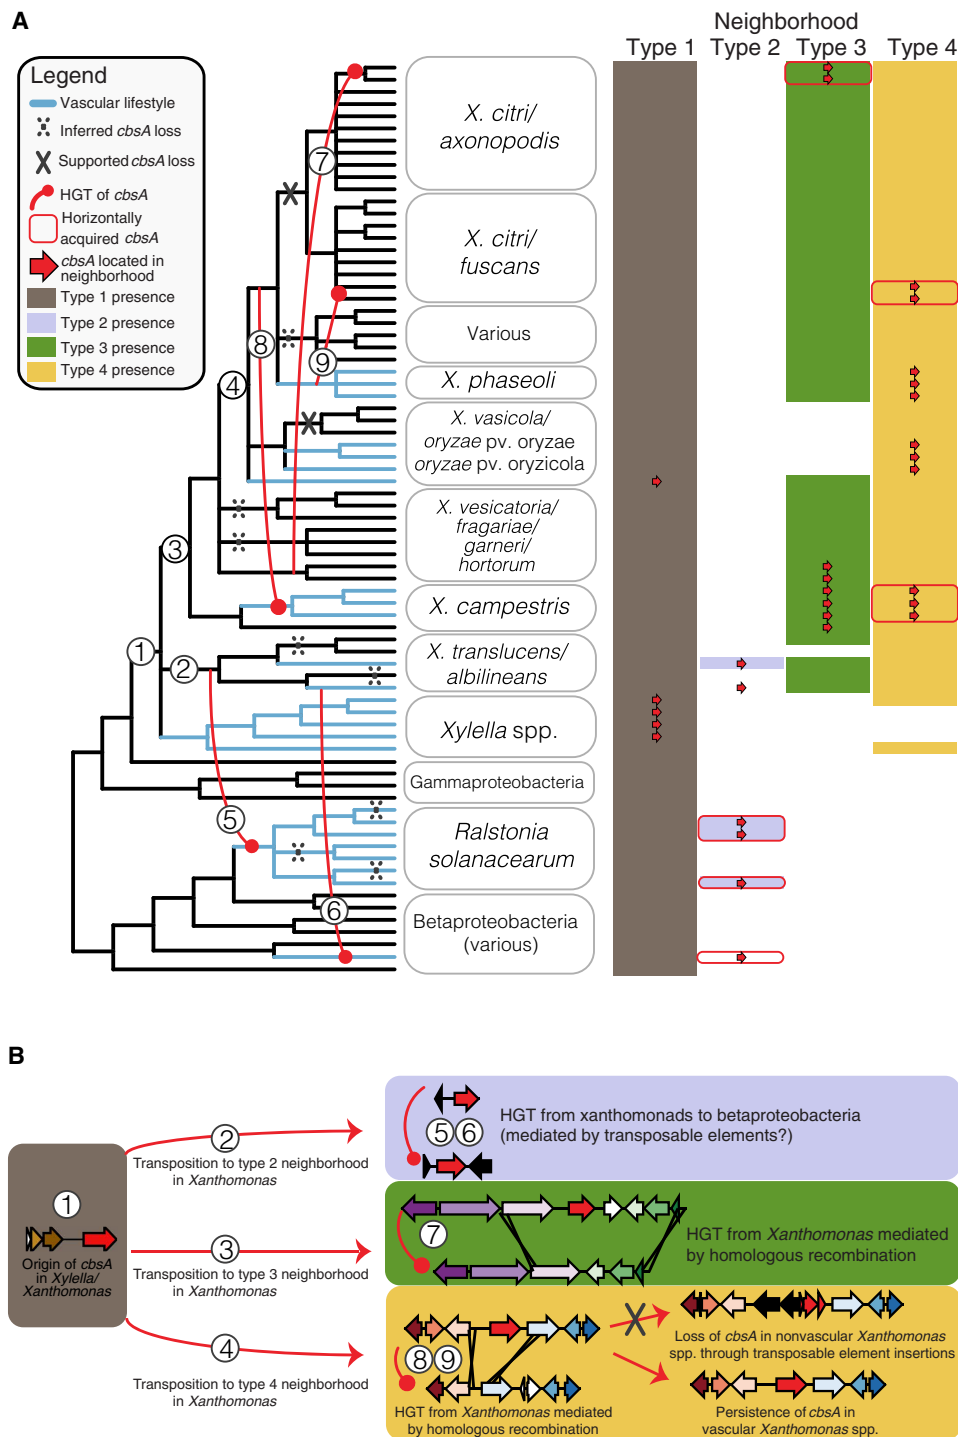 A
Neighborhood
Type 1
Type 2
Type 3
Type 4
Legend
Vascular lifestyle
Inferred cbsA loss
Supported cbsA loss
HGT of cbsA
Horizontally
acquired cbsA
cbsA located in
neighborhood
Type 1 presence
Type 2 presence
Type 3 presence
Type 4 presence
7
8
9
4
3
1
2
5
6
X. citri/
axonopodis
X. citri/
fuscans
Various
X. phaseoli
X. vasicola/
oryzae pv. oryzae
oryzae pv. oryzicola
X. vesicatoria/
fragariae/
garneri/
hortorum
X. campestris
X. translucens/
albilineans
Xylella spp.
Gammaproteobacteria
Ralstonia
solanacearum
Betaproteobacteria
(various)
B
1
Origin of cbsA
in Xylella/
Xanthomonas
2
Transposition to type 2 neighborhood
in Xanthomonas
3
Transposition to type 3 neighborhood
in Xanthomonas
4
Transposition to type 4 neighborhood
in Xanthomonas
5 6
HGT from xanthomonads to betaproteobacteria
(mediated by transposable elements?)
7
HGT from Xanthomonas mediated
by homologous recombination
8 9
HGT from Xanthomonas mediated
by homologous recombination
Loss of cbsA in nonvascular Xanthomonas
spp. through transposable element insertions
Persistence of cbsA in
vascular Xanthomonas spp.